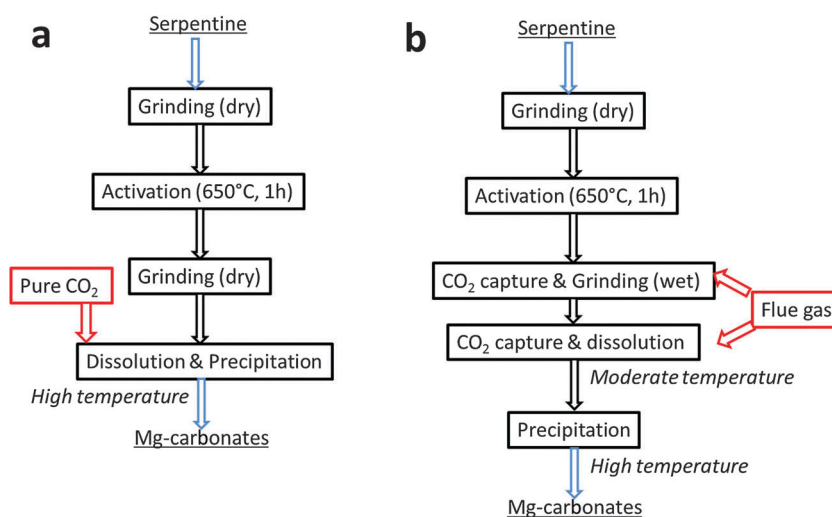 a
Serpentine
Grinding (dry)
Activation (650°C, 1h)
Grinding (dry)
Pure CO₂
Dissolution & Precipitation
High temperature
Mg-carbonates
b
Serpentine
Grinding (dry)
Activation (650°C, 1h)
CO₂ capture & Grinding (wet)
Flue gas
CO₂ capture & dissolution
Moderate temperature
Precipitation
High temperature
Mg-carbonates